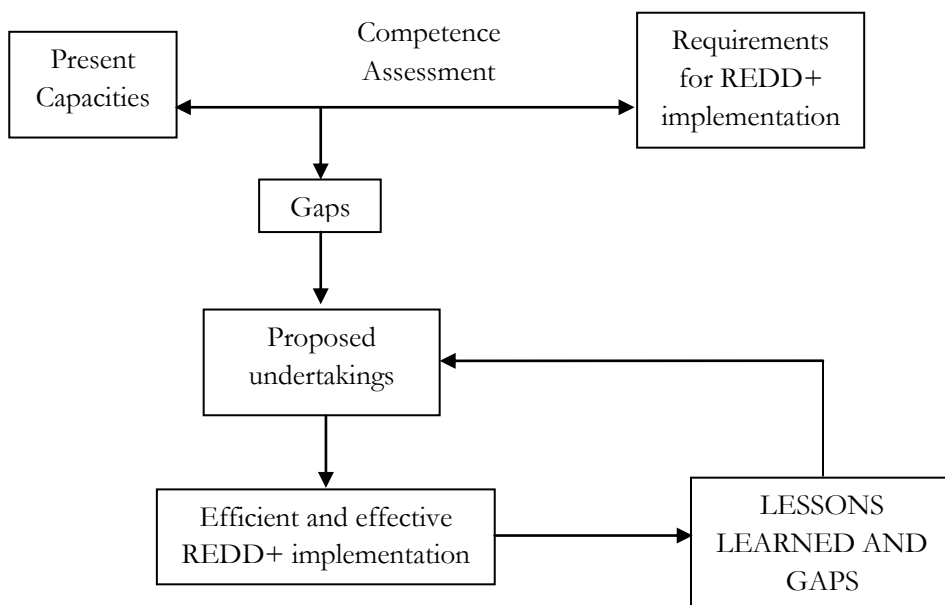 Present
Capacities
Competence
Assessment
Requirements
for REDD+
implementation
Gaps
Proposed
undertakings
Efficient and effective
REDD+ implementation
LESSONS
LEARNED AND
GAPS